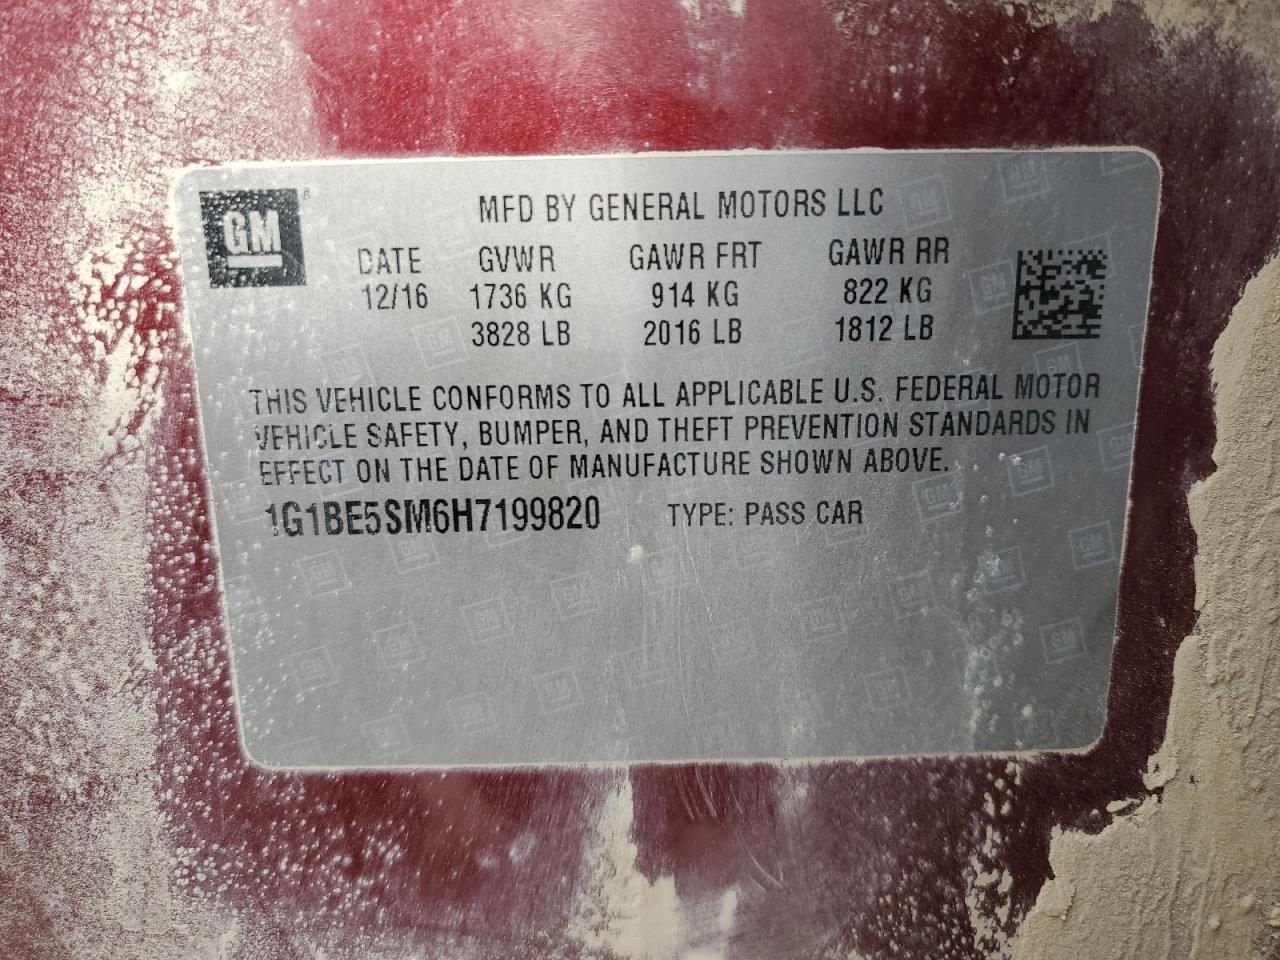 GM
MFD BY GENERAL MOTORS LLC
DATE GVWR GAWR FRT GAWR RR
12/16 1736 KG 914 KG 822 KG
3828 LB 2016 LB 1812 LB
THIS VEHICLE CONFORMS TO ALL APPLICABLE U.S. FEDERAL MOTOR
VEHICLE SAFETY, BUMPER, AND THEFT PREVENTION STANDARDS IN
EFFECT ON THE DATE OF MANUFACTURE SHOWN ABOVE.
1G1BE5SM6H7199820 TYPE: PASS CAR